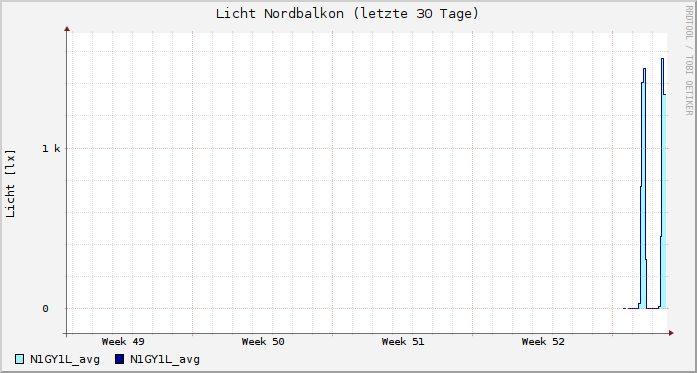 Licht Nordbalkon (letzte 30 Tage)
RRDTOOL / TOBI OETIKER
Licht [lx]
1 k
0
Week 49 Week 50 Week 51 Week 52
N1GY1L_avg N1GY1L_avg